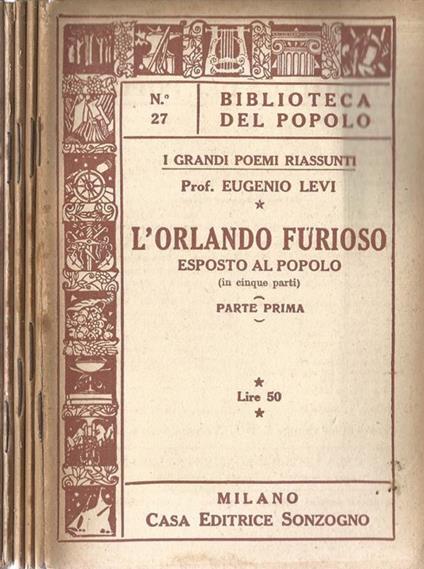 N.º
27
BIBLIOTECA
DEL POPOLO
I GRANDI POEMI RIASSUNTI
Prof. EUGENIO LEVI
L'ORLANDO FURIOSO
ESPOSTO AL POPOLO
(in cinque parti)
PARTE PRIMA
Lire 50
MILANO
CASA EDITRICE SONZOGNO